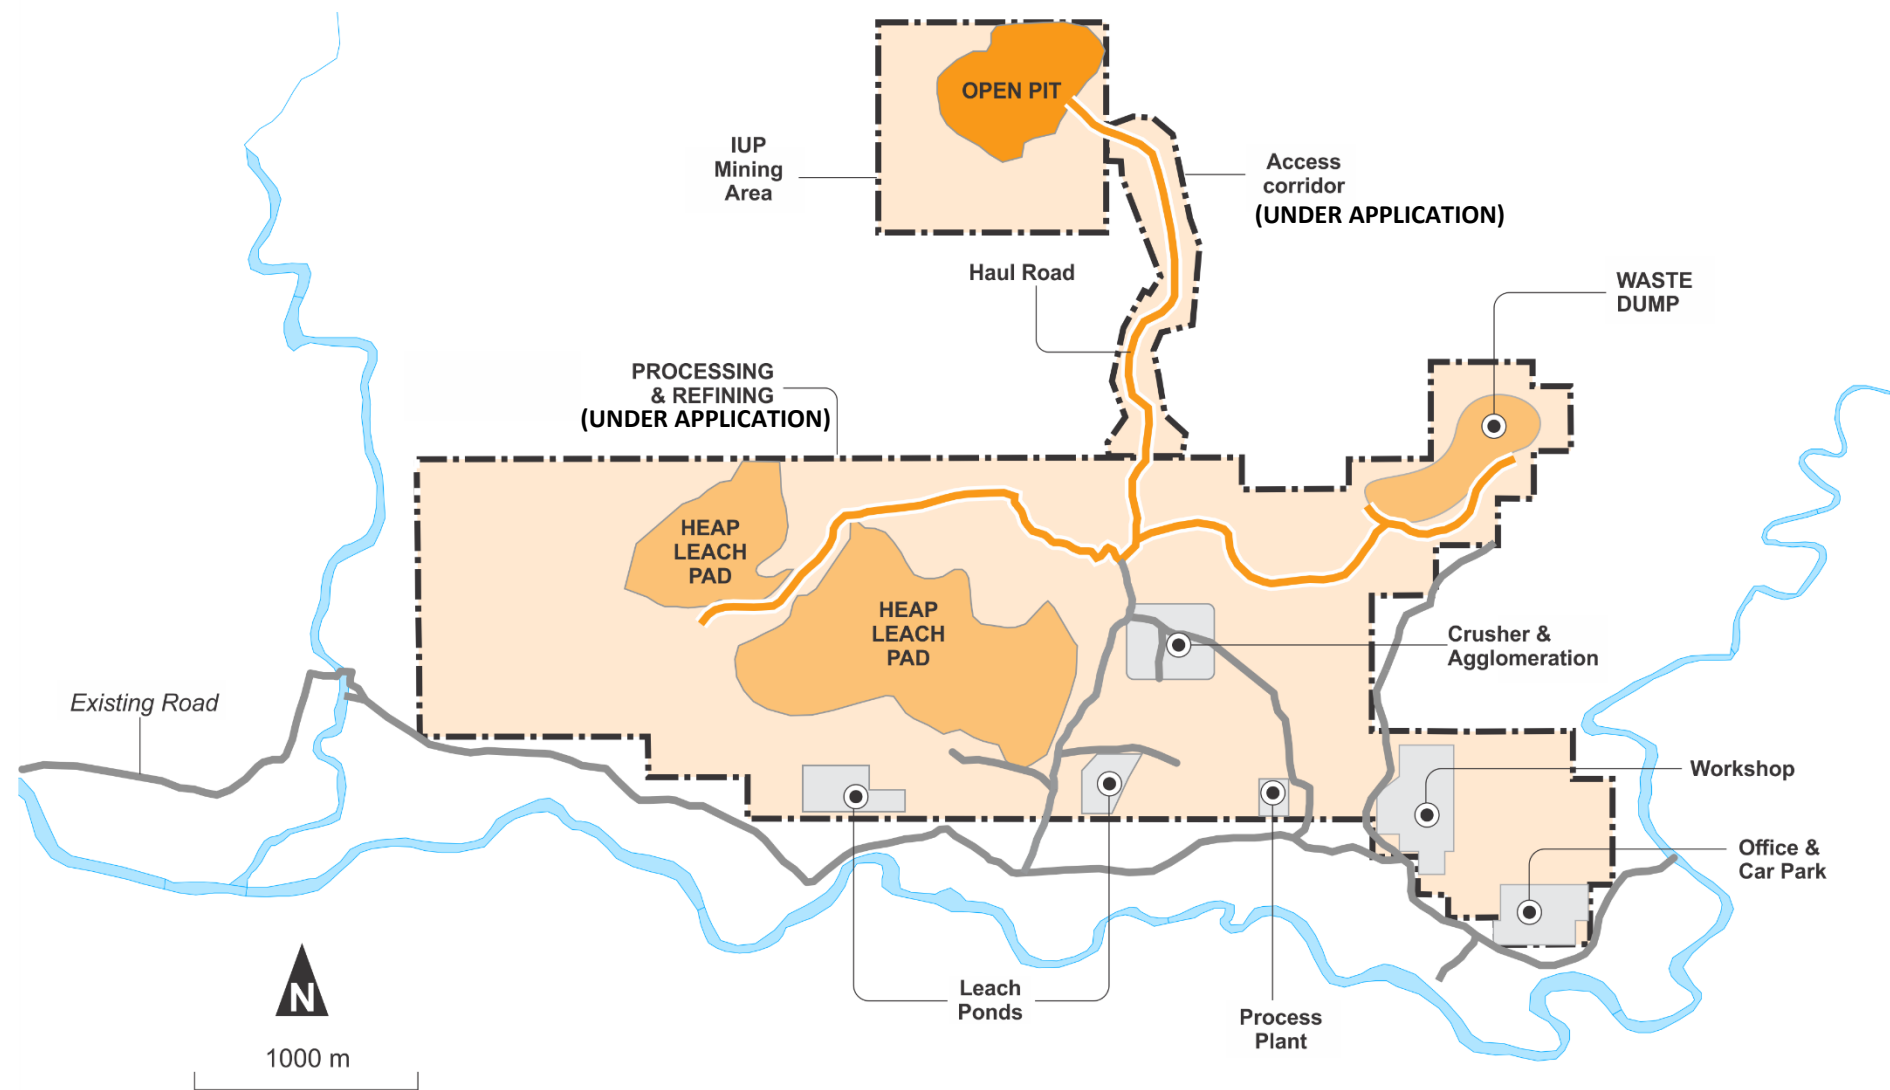 OPEN PIT
IUP
Mining
Area
Access
corridor
(UNDER APPLICATION)
Haul Road
WASTE
DUMP
PROCESSING
& REFINING
(UNDER APPLICATION)
HEAP
LEACH
PAD
HEAP
LEACH
PAD
Crusher &
Agglomeration
Existing Road
Workshop
Office &
Car Park
Leach
Ponds
Process
Plant
N
1000 m